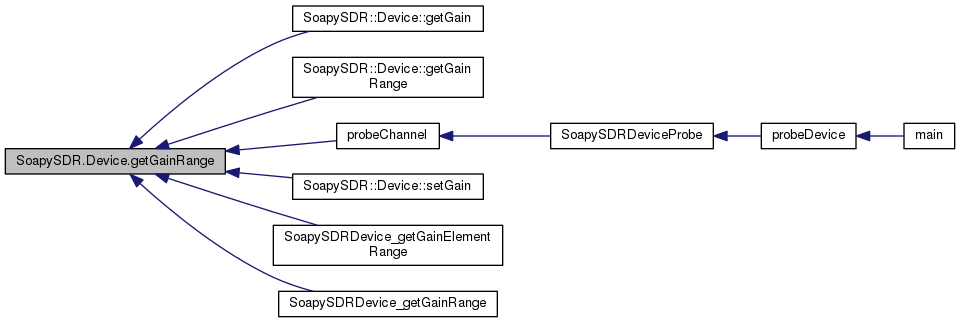 SoapySDR::Device::getGain
SoapySDR::Device::getGain
Range
probeChannel
SoapySDRDeviceProbe
probeDevice
main
SoapySDR.Device.getGainRange
SoapySDR::Device::setGain
SoapySDRDevice_getGainElement
Range
SoapySDRDevice_getGainRange